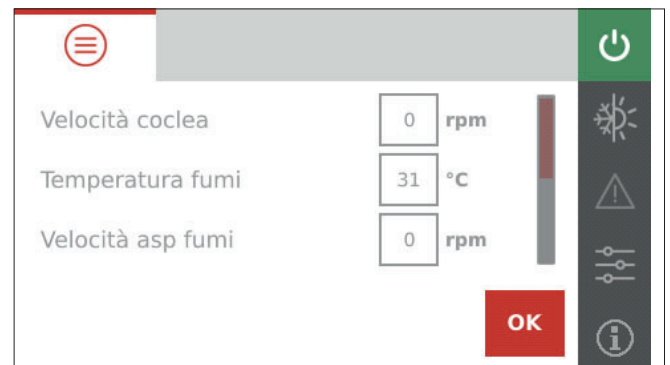 Velocità coclea 0 rpm
Temperatura fumi 31 °C
Velocità asp fumi 0 rpm
OK